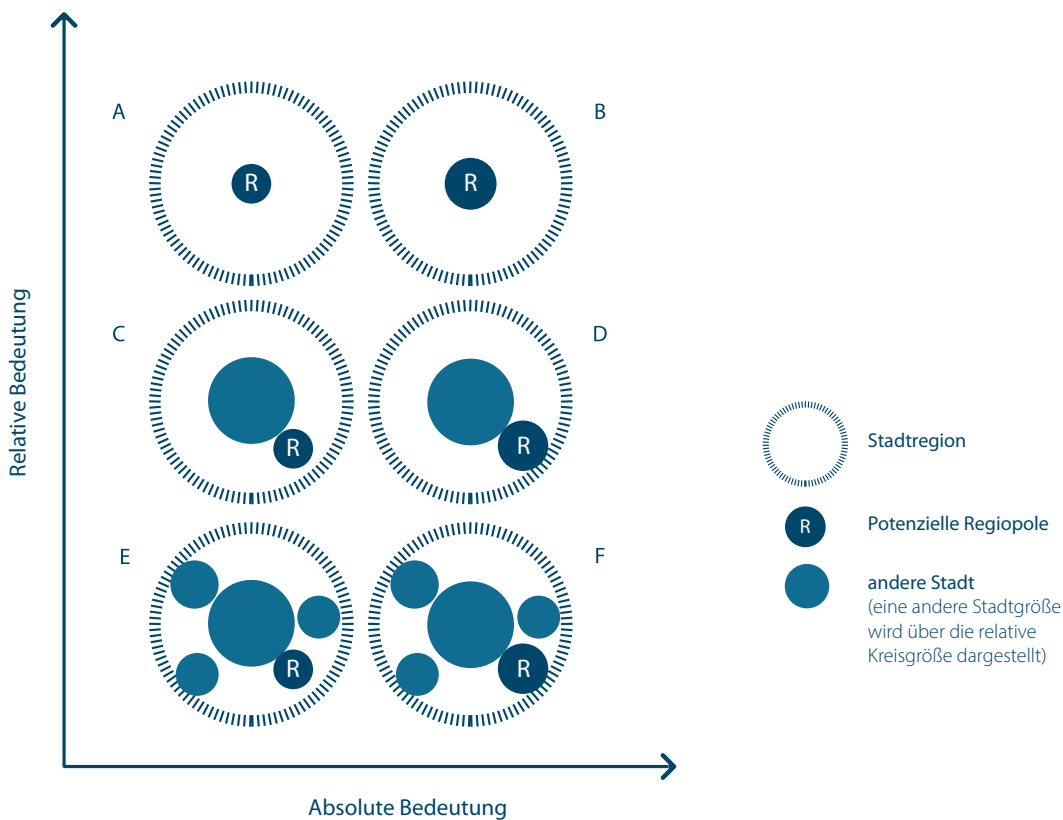 A
B
R
R
C
D
R
R
E
F
R
R
Relative Bedeutung
Absolute Bedeutung
Stadtregion
R
Potenzielle Regiopole
andere Stadt
(eine andere Stadtgröße
wird über die relative
Kreisgröße dargestellt)